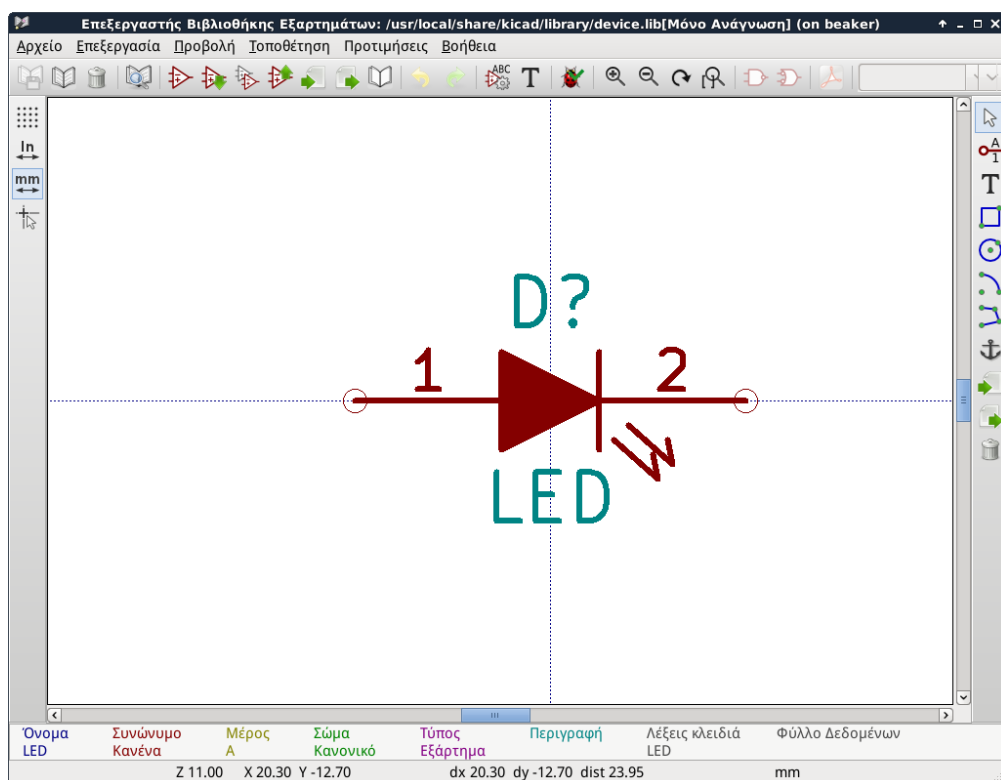 Επεξεργαστής Βιβλιοθήκης Εξαρτημάτων: /usr/local/share/kicad/library/device.lib[Μόνο Ανάγνωση] (on beaker)
Αρχείο Επεξεργασία Προβολή Τοποθέτηση Προτιμήσεις Βοήθεια
ABC
T
In
mm
A
1
T
D?
1 2
LED
Όνομα Συνώνυμο Μέρος Σώμα Τύπος Περιγραφή Λέξεις κλειδιά Φύλλο Δεδομένων
LED Κανένα A Κανονικό Εξάρτημα LED
Z 11.00 X 20.30 Y -12.70 dx 20.30 dy -12.70 dist 23.95 mm